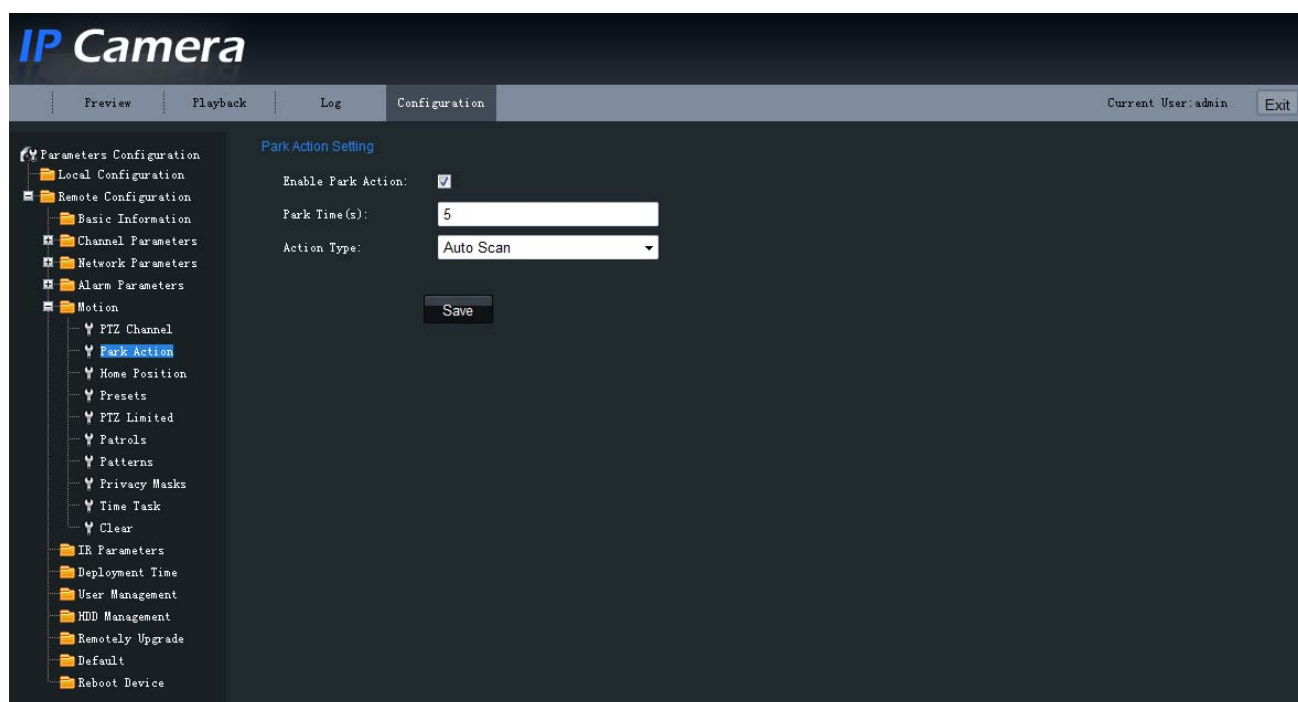 IP Camera
Preview Playback Log Configuration Current User:admin Exit
Parameters Configuration
Local Configuration
Remote Configuration
Basic Information
Channel Parameters
Network Parameters
Alarm Parameters
Motion
PTZ Channel
Park Action
Home Position
Presets
PTZ Limited
Patrols
Patterns
Privacy Masks
Time Task
Clear
IR Parameters
Deployment Time
User Management
HDD Management
Remotely Upgrade
Default
Reboot Device
Park Action Setting
Enable Park Action:
Park Time(s): 5
Action Type: Auto Scan
Save